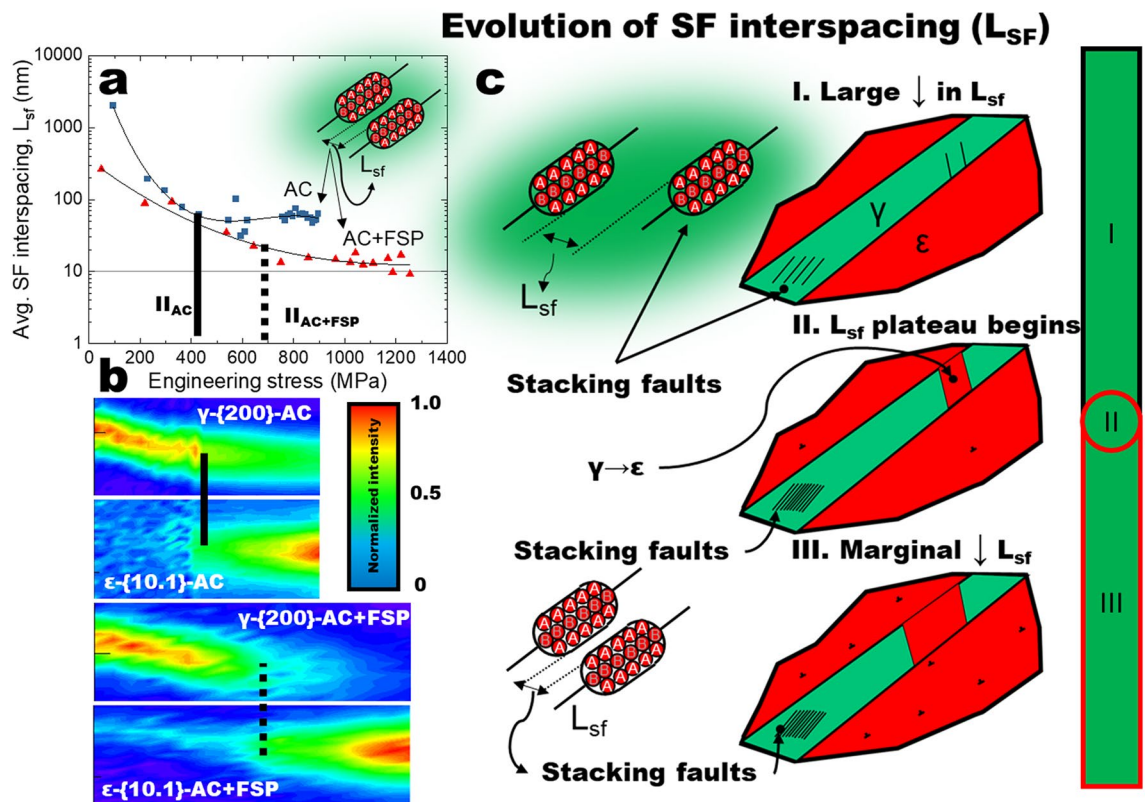 Evolution of SF interspacing (LSF)
a
Avg. SF interspacing, Lsf (nm)
10000
1000
100
10
1
0 200 400 600 800 1000 1200 1400
Engineering stress (MPa)
AC
AC+FSP
Lsf
IIAC
IIAC+FSP
b
γ-{200}-AC
ε-{10.1}-AC
γ-{200}-AC+FSP
ε-{10.1}-AC+FSP
1.0
0.5
0
Normalized intensity
c
Lsf
Stacking faults
I. Large ↓ in Lsf
γ
ε
II. Lsf plateau begins
γ→ε
Stacking faults
III. Marginal ↓ Lsf
Lsf
Stacking faults
I
II
III